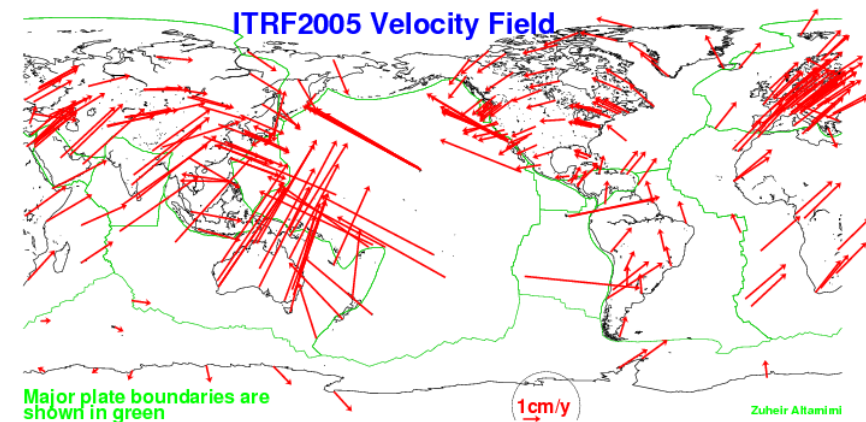 ITRF2005 Velocity Field
Major plate boundaries are
shown in green
1cm/y
Zuheir Altamimi